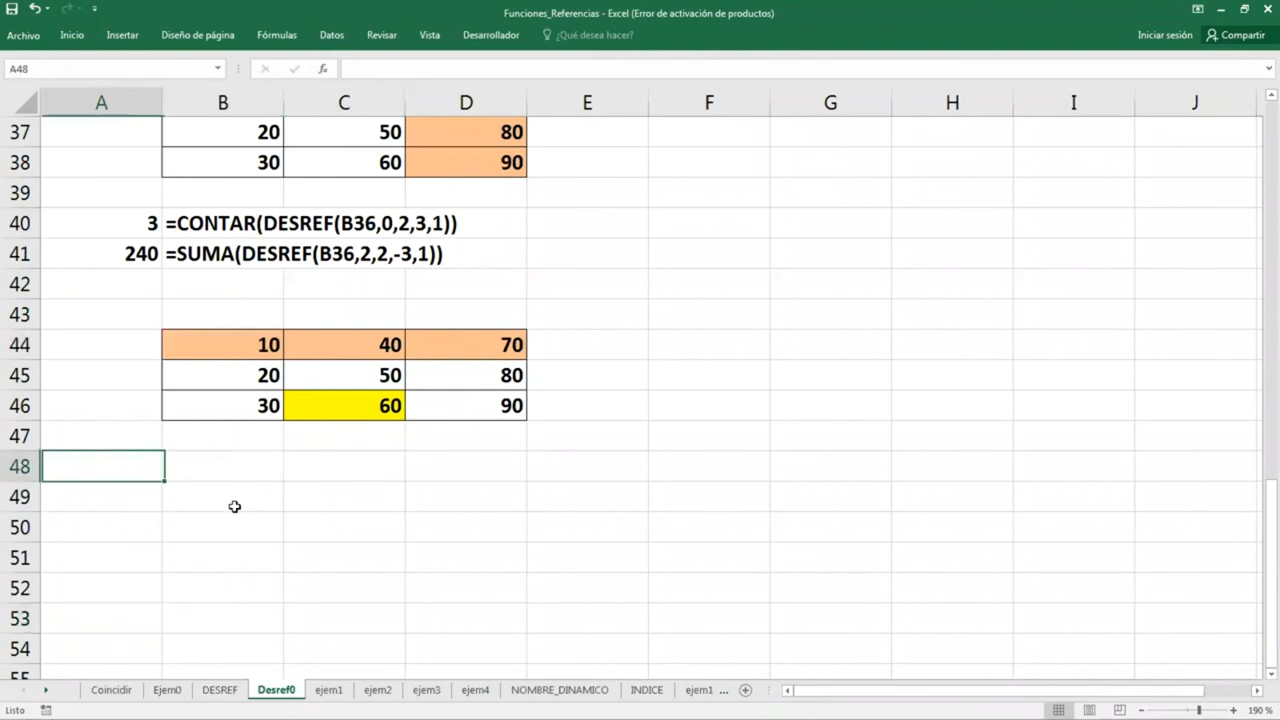 Funciones_Referencias - Excel (Error de activación de productos)
Archivo Inicio Insertar Diseño de página Fórmulas Datos Revisar Vista Desarrollador ¿Qué desea hacer? Iniciar sesión Compartir
A48 fx
A B C D E F G H I J
37 20 50 80
38 30 60 90
39
40 3 =CONTAR(DESREF(B36,0,2,3,1))
41 240 =SUMA(DESREF(B36,2,2,-3,1))
42
43
44 10 40 70
45 20 50 80
46 30 60 90
47
48
49
50
51
52
53
54
55
Coincidir Ejem0 DESREF Desref0 ejem1 ejem2 ejem3 ejem4 NOMBRE_DINAMICO INDICE ejem1 ...
Listo 190 %